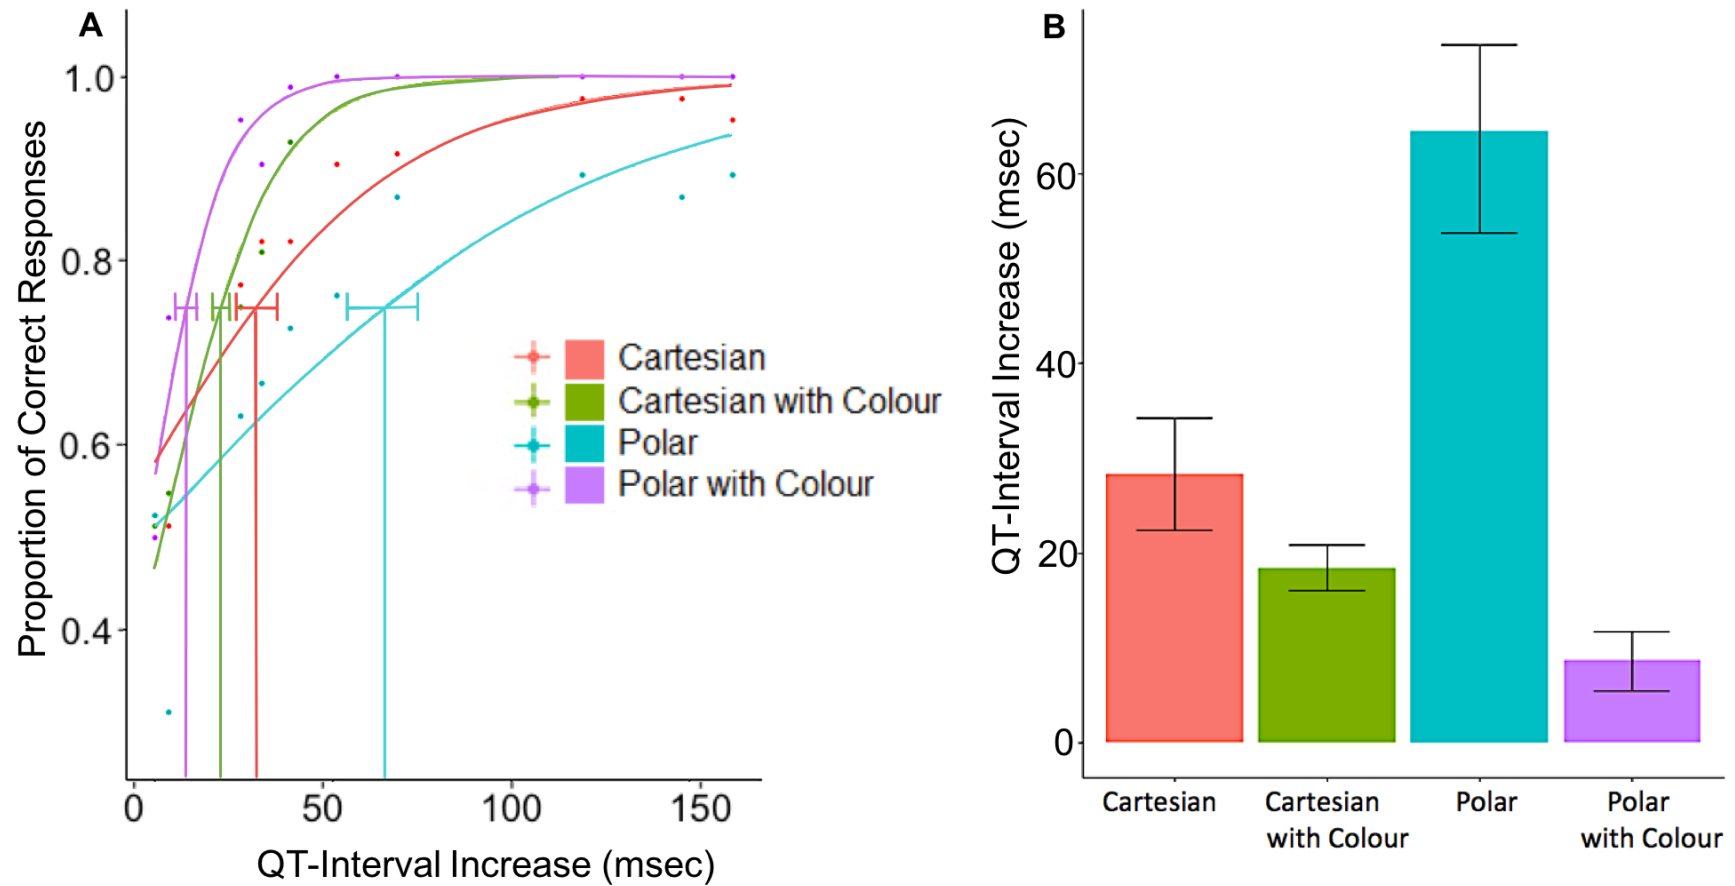 A
Proportion of Correct Responses
1.0
0.8
0.6
0.4
0
50
100
150
QT-Interval Increase (msec)
Cartesian
Cartesian with Colour
Polar
Polar with Colour
B
QT-Interval Increase (msec)
60
40
20
0
Cartesian
Cartesian
with Colour
Polar
Polar
with Colour